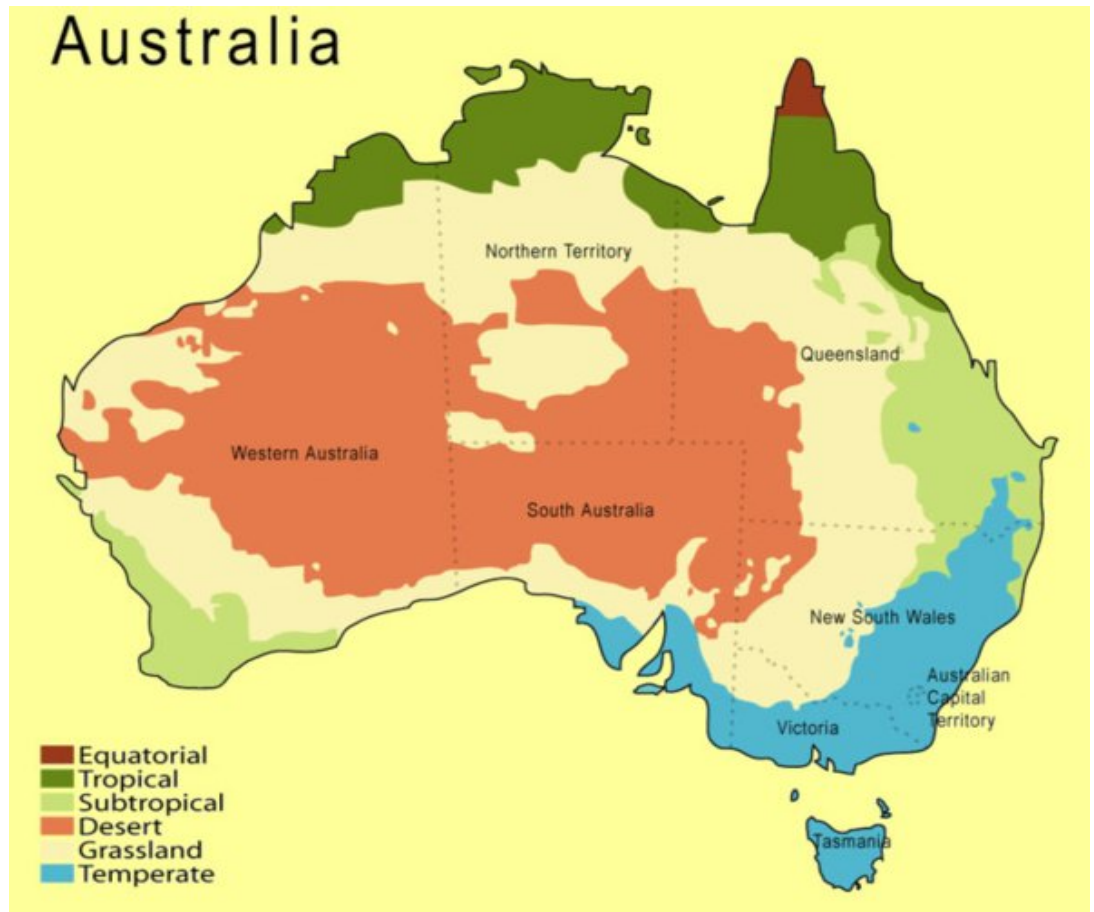 Australia
Northern Territory
Queensland
Western Australia
South Australia
New South Wales
Australian
Capital
Territory
Victoria
Tasmania
Equatorial
Tropical
Subtropical
Desert
Grassland
Temperate